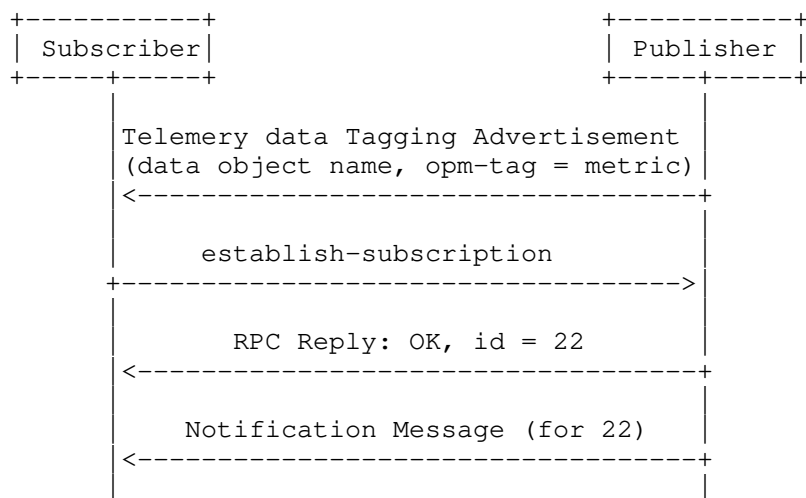 Subscriber Publisher
Telemery data Tagging Advertisement
(data object name, opm-tag = metric)
establish-subscription
RPC Reply: OK, id = 22
Notification Message (for 22)